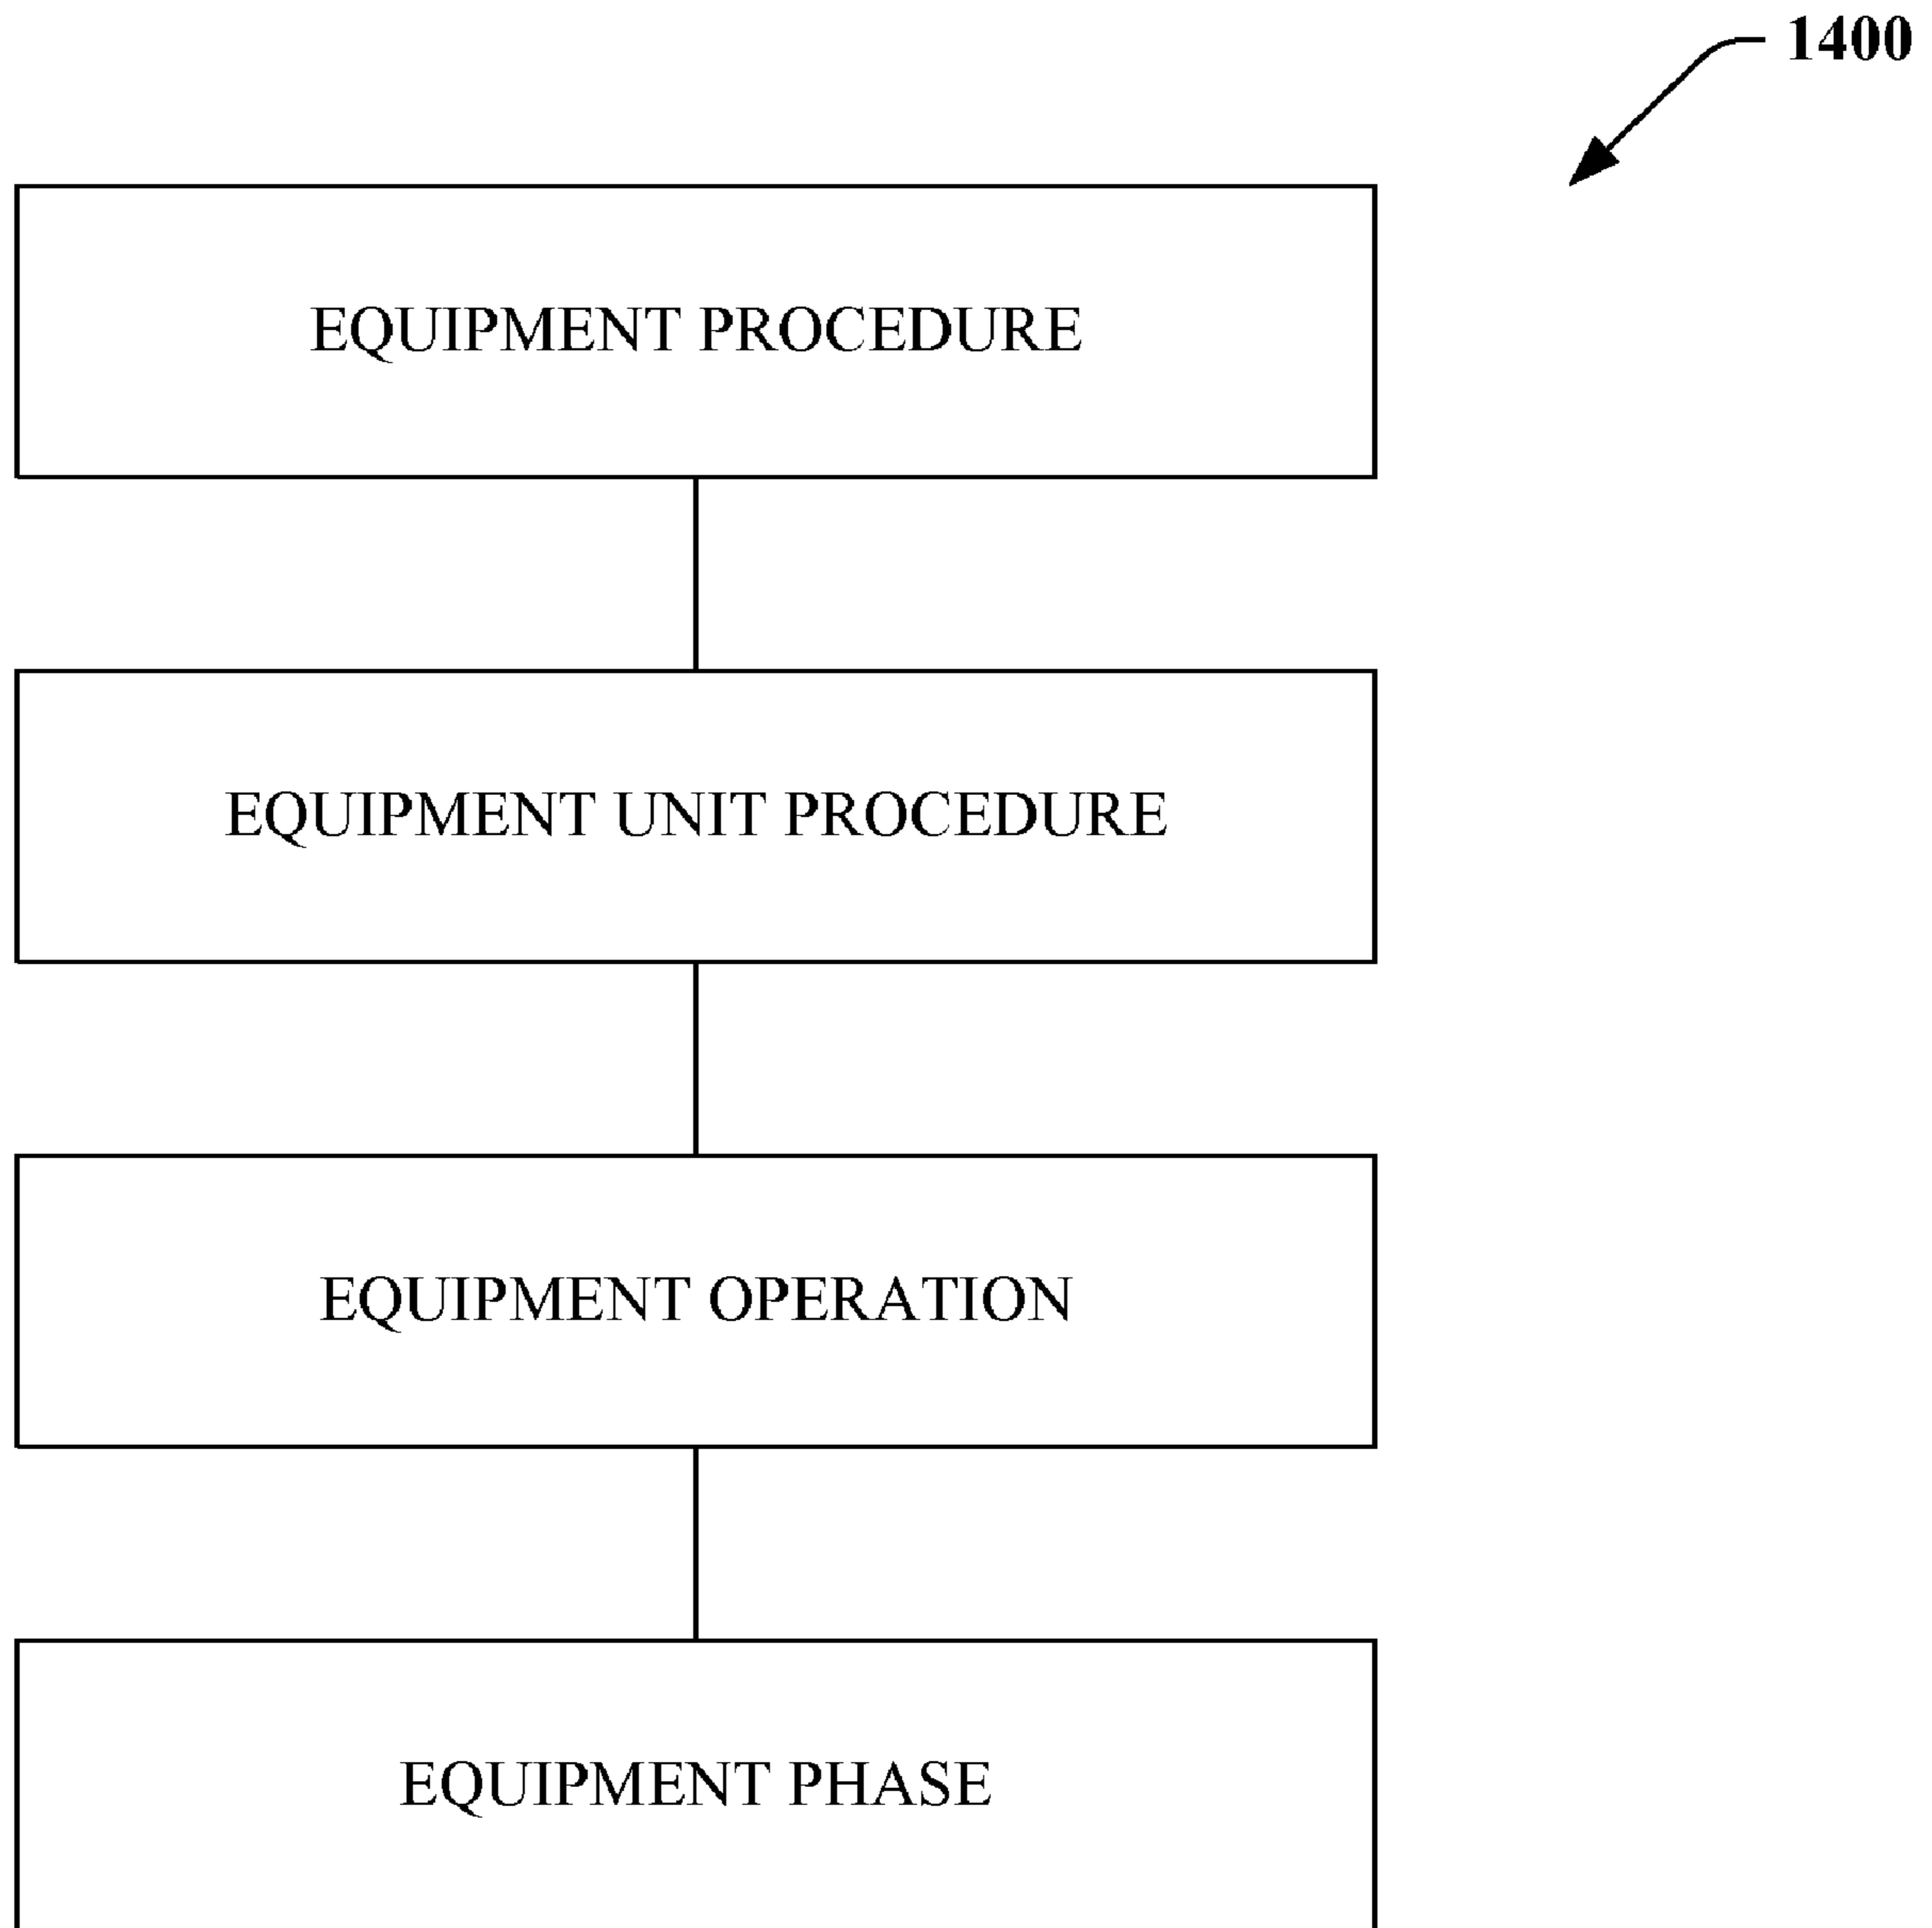 1400
EQUIPMENT PROCEDURE
EQUIPMENT UNIT PROCEDURE
EQUIPMENT OPERATION
EQUIPMENT PHASE